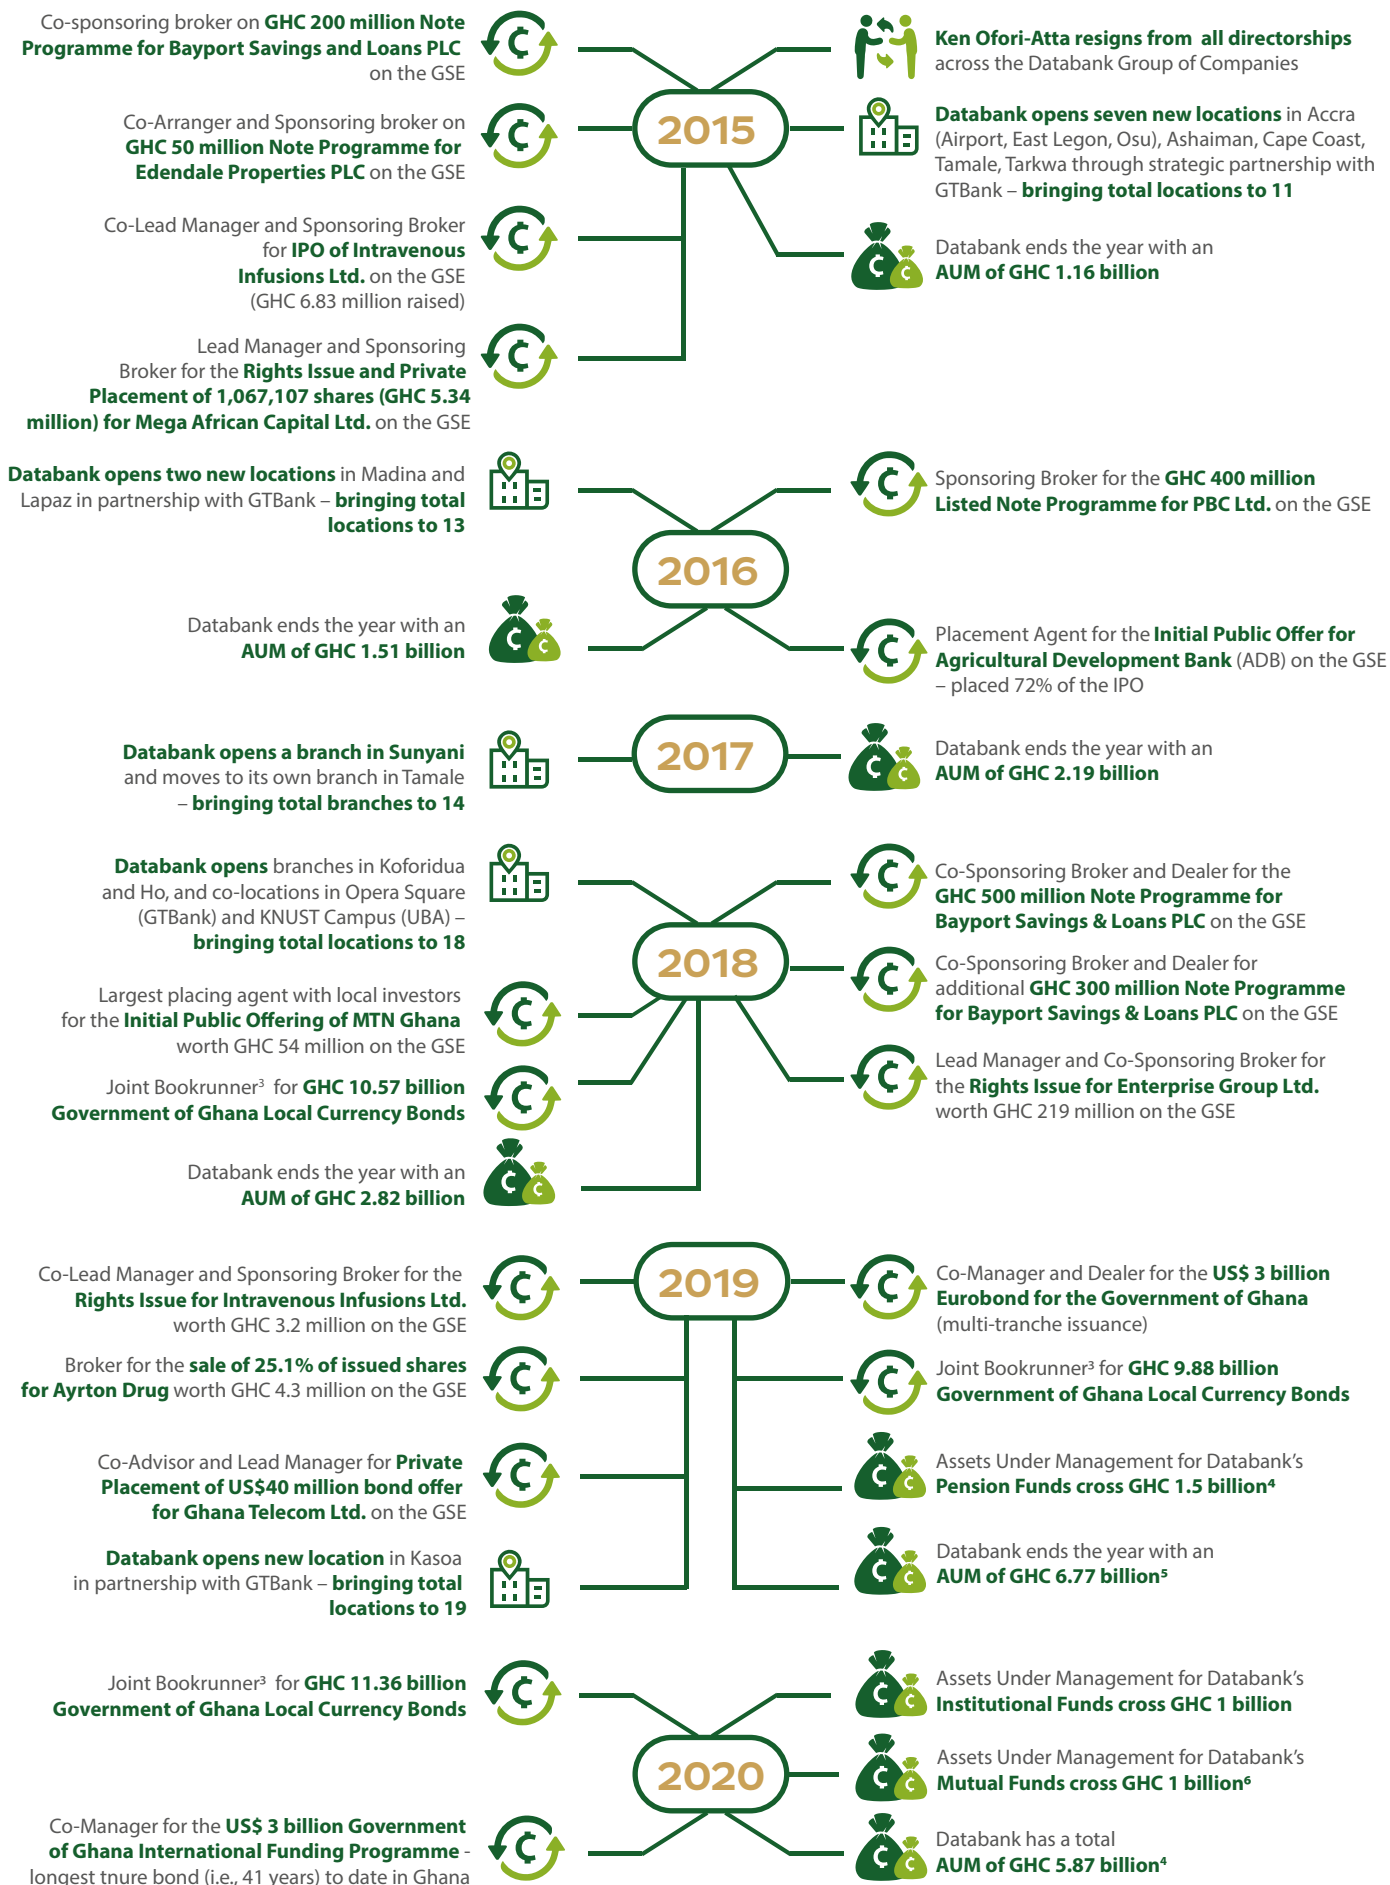 Co-sponsoring broker on GHC 200 million Note
Programme for Bayport Savings and Loans PLC
on the GSE
Co-Arranger and Sponsoring broker on
GHC 50 million Note Programme for
Edendale Properties PLC on the GSE
Co-Lead Manager and Sponsoring Broker
for IPO of Intravenous
Infusions Ltd. on the GSE
(GHC 6.83 million raised)
Lead Manager and Sponsoring
Broker for the Rights Issue and Private
Placement of 1,067,107 shares (GHC 5.34
million) for Mega African Capital Ltd. on the GSE
2015
Ken Ofori-Atta resigns from all directorships
across the Databank Group of Companies
Databank opens seven new locations in Accra
(Airport, East Legon, Osu), Ashaiman, Cape Coast,
Tamale, Tarkwa through strategic partnership with
GTBank – bringing total locations to 11
Databank ends the year with an
AUM of GHC 1.16 billion
Databank opens two new locations in Madina and
Lapaz in partnership with GTBank – bringing total
locations to 13
Databank ends the year with an
AUM of GHC 1.51 billion
2016
Sponsoring Broker for the GHC 400 million
Listed Note Programme for PBC Ltd. on the GSE
Placement Agent for the Initial Public Offer for
Agricultural Development Bank (ADB) on the GSE
– placed 72% of the IPO
Databank opens a branch in Sunyani
and moves to its own branch in Tamale
– bringing total branches to 14
2017
Databank ends the year with an
AUM of GHC 2.19 billion
Databank opens branches in Koforidua
and Ho, and co-locations in Opera Square
(GTBank) and KNUST Campus (UBA) –
bringing total locations to 18
Largest placing agent with local investors
for the Initial Public Offering of MTN Ghana
worth GHC 54 million on the GSE
Joint Bookrunner³ for GHC 10.57 billion
Government of Ghana Local Currency Bonds
Databank ends the year with an
AUM of GHC 2.82 billion
2018
Co-Sponsoring Broker and Dealer for the
GHC 500 million Note Programme for
Bayport Savings & Loans PLC on the GSE
Co-Sponsoring Broker and Dealer for
additional GHC 300 million Note Programme
for Bayport Savings & Loans PLC on the GSE
Lead Manager and Co-Sponsoring Broker for
the Rights Issue for Enterprise Group Ltd.
worth GHC 219 million on the GSE
Co-Lead Manager and Sponsoring Broker for the
Rights Issue for Intravenous Infusions Ltd.
worth GHC 3.2 million on the GSE
Broker for the sale of 25.1% of issued shares
for Ayrton Drug worth GHC 4.3 million on the GSE
Co-Advisor and Lead Manager for Private
Placement of US$40 million bond offer
for Ghana Telecom Ltd. on the GSE
Databank opens new location in Kasoa
in partnership with GTBank – bringing total
locations to 19
2019
Co-Manager and Dealer for the US$ 3 billion
Eurobond for the Government of Ghana
(multi-tranche issuance)
Joint Bookrunner³ for GHC 9.88 billion
Government of Ghana Local Currency Bonds
Assets Under Management for Databank’s
Pension Funds cross GHC 1.5 billion⁴
Databank ends the year with an
AUM of GHC 6.77 billion⁵
Joint Bookrunner³ for GHC 11.36 billion
Government of Ghana Local Currency Bonds
Co-Manager for the US$ 3 billion Government
of Ghana International Funding Programme -
longest tnure bond (i.e., 41 years) to date in Ghana
2020
Assets Under Management for Databank’s
Institutional Funds cross GHC 1 billion
Assets Under Management for Databank’s
Mutual Funds cross GHC 1 billion⁶
Databank has a total
AUM of GHC 5.87 billion⁴